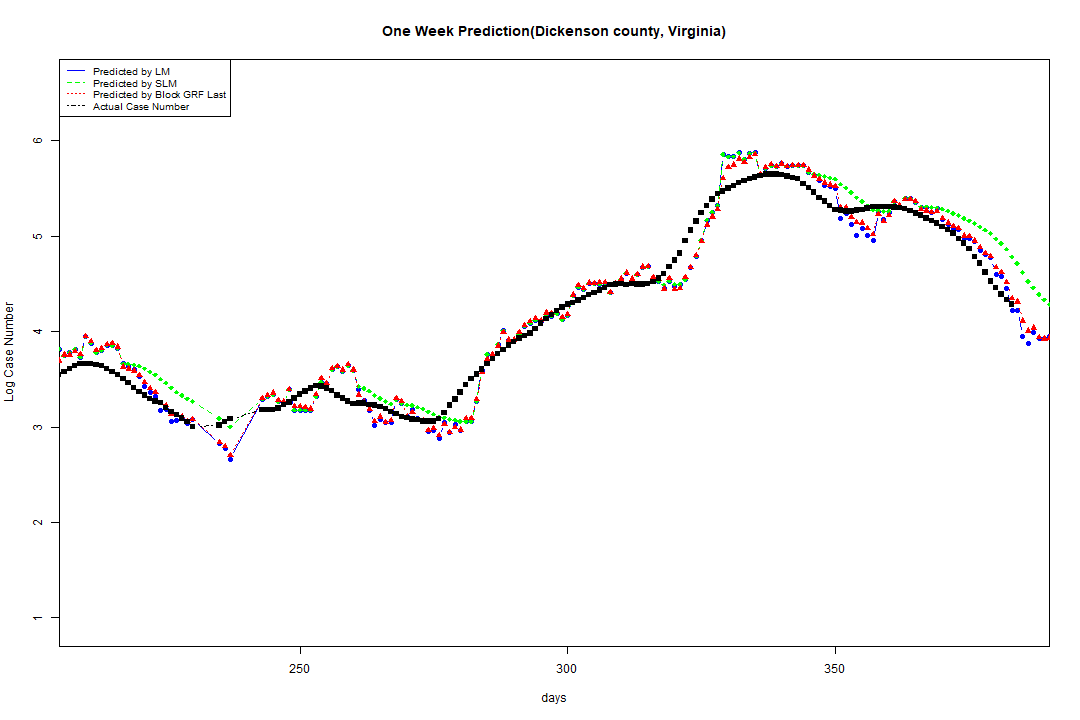 One Week Prediction(Dickenson county, Virginia)
Predicted by LM
Predicted by SLM
Predicted by Block GRF Last
Actual Case Number
6
5
4
3
2
1
Log Case Number
250 300 350
days